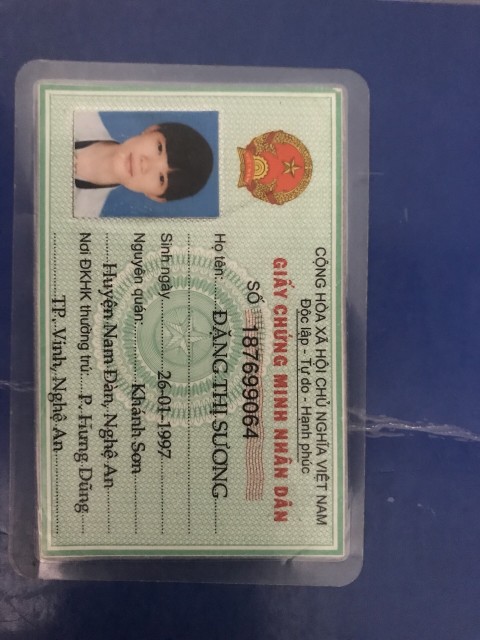 CỘNG HÒA XÃ HỘI CHỦ NGHĨA VIỆT NAM
Độc lập - Tự do - Hạnh phúc
GIẤY CHỨNG MINH NHÂN DÂN
SỐ 187699064
Họ tên: ĐẶNG THỊ SƯƠNG
Sinh ngày 26-01-1997
Nguyên quán: Khánh Sơn
Huyện Nam Đàn, Nghệ An
Nơi ĐKHK thường trú: P. Hưng Dũng
TP. Vinh, Nghệ An